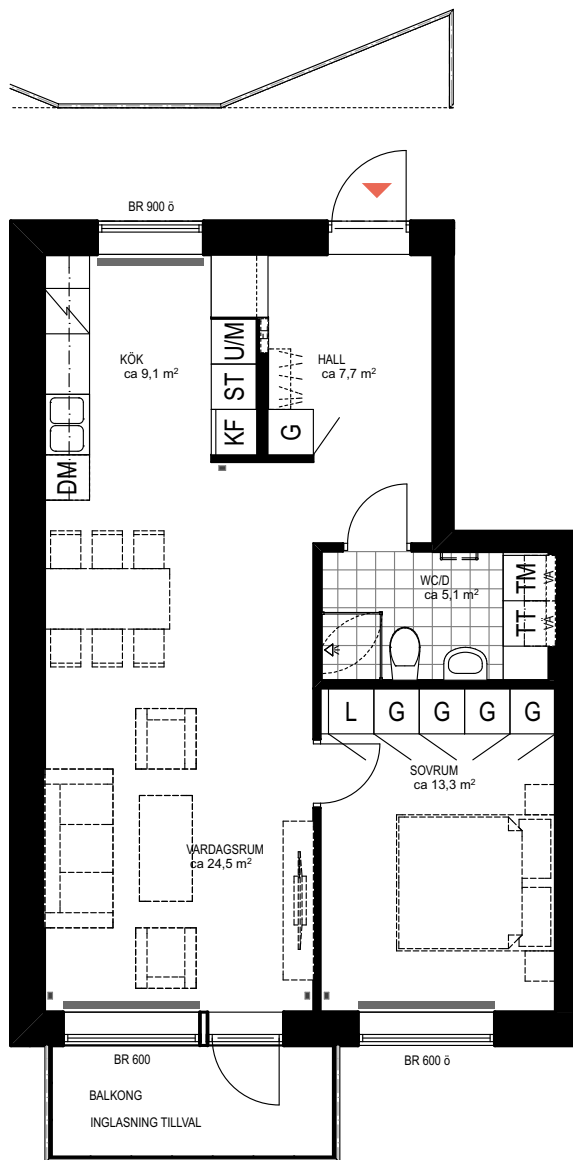 BR 900 ö
KÖK
ca 9,1 m²
U/M
ST
KF
HALL
ca 7,7 m²
G
DM
WC/D
ca 5,1 m²
TM
TT
VA
VA
L
G
G
G
G
SOVRUM
ca 13,3 m²
VARDAGSRUM
ca 24,5 m²
BR 600
BR 600 ö
BALKONG
INGLASNING TILLVAL